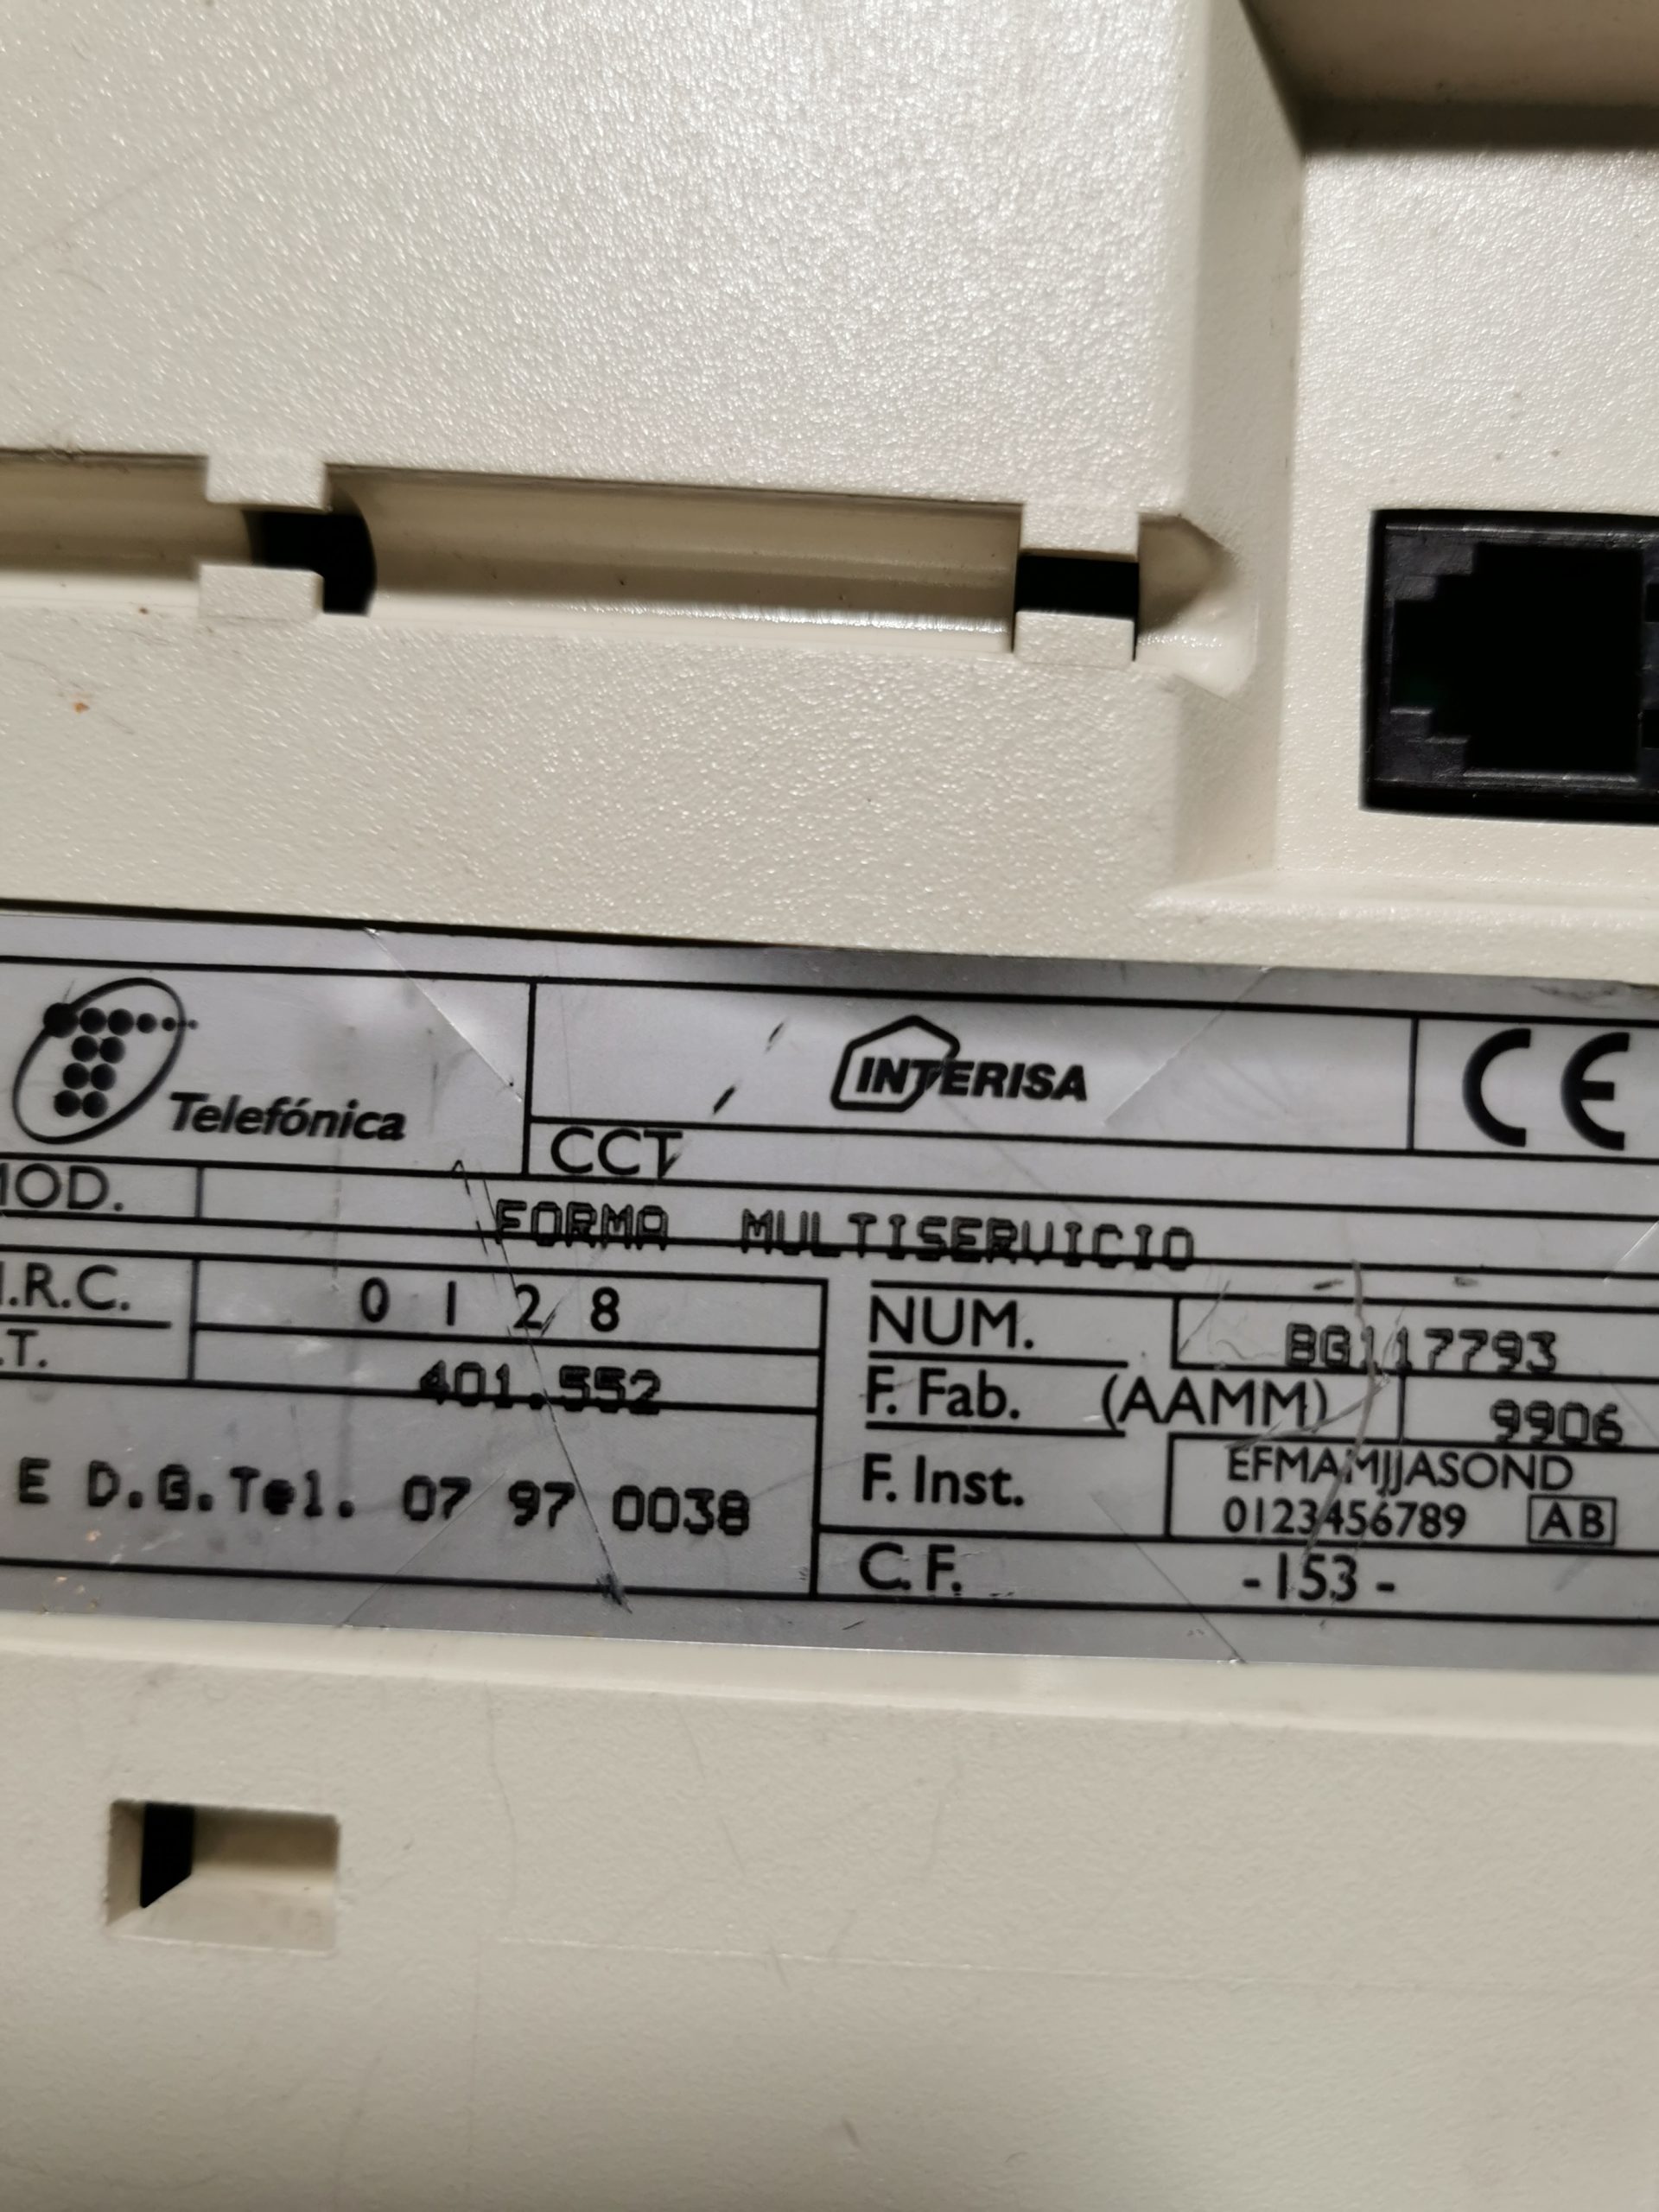 Telefónica
INTERISA
CE
CCT
MOD.
FORMA MULTISERVICIO
.R.C.
0 1 2 8
NUM.
BG117793
.T.
401.552
F. Fab. (AAMM)
9906
E D.G.Tel. 07 97 0038
F. Inst.
EFMAMJJASOND
0123456789 AB
C.F.
-153-